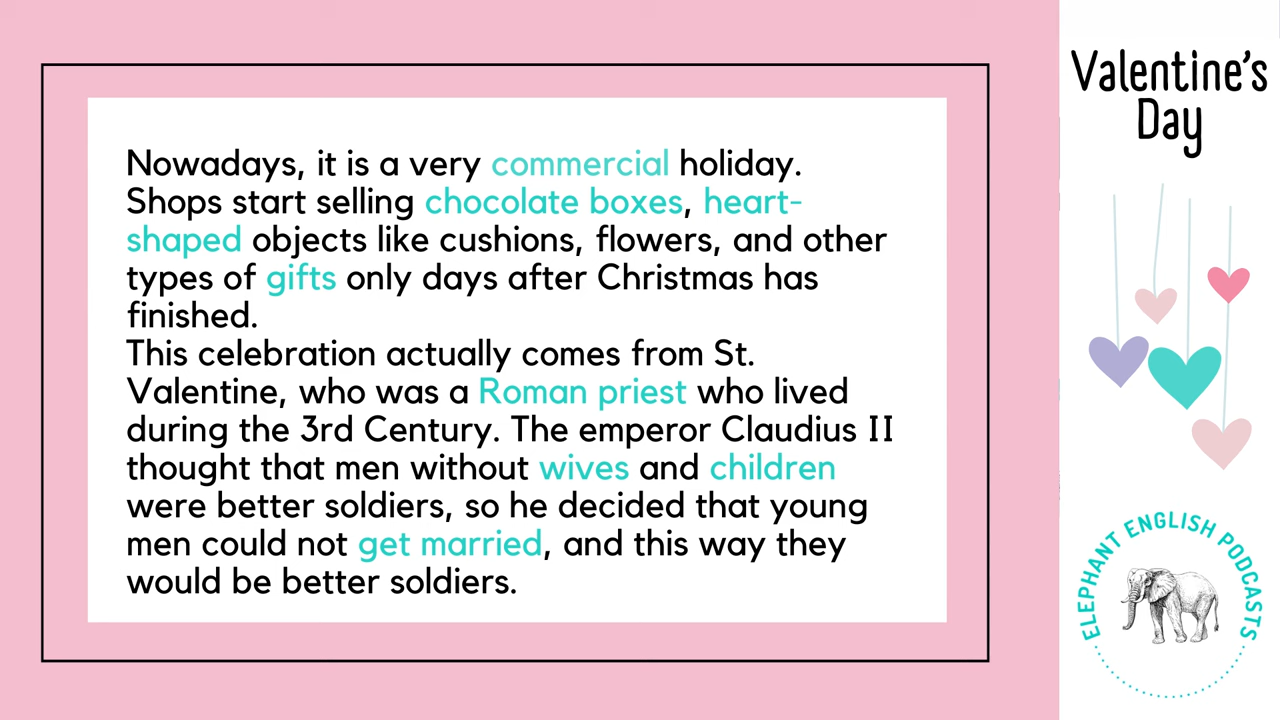 Nowadays, it is a very commercial holiday.
Shops start selling chocolate boxes, heart-
shaped objects like cushions, flowers, and other
types of gifts only days after Christmas has
finished.
This celebration actually comes from St.
Valentine, who was a Roman priest who lived
during the 3rd Century. The emperor Claudius II
thought that men without wives and children
were better soldiers, so he decided that young
men could not get married, and this way they
would be better soldiers.
Valentine's
Day
ELEPHANT ENGLISH PODCASTS